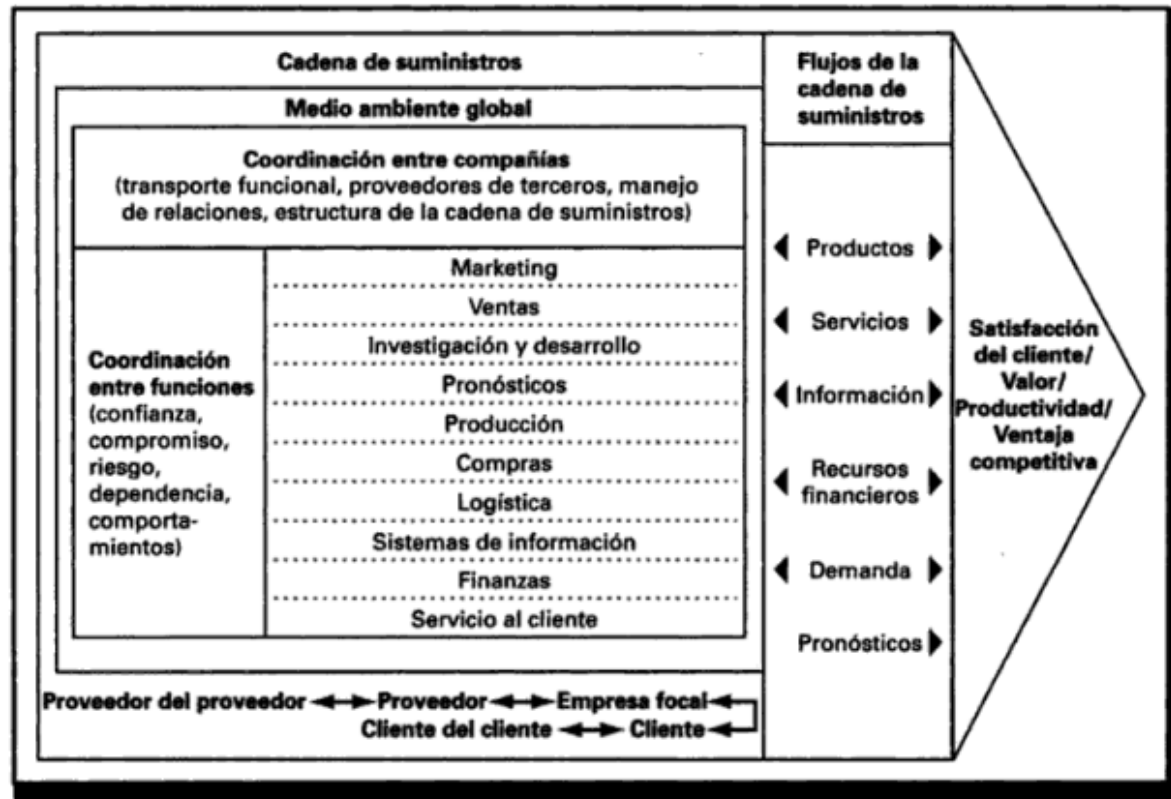 Cadena de suministros
Medio ambiente global
Coordinación entre compañías
(transporte funcional, proveedores de terceros, manejo
de relaciones, estructura de la cadena de suministros)
Coordinación
entre funciones
(confianza,
compromiso,
riesgo,
dependencia,
comporta-
mientos)
Marketing
Ventas
Investigación y desarrollo
Pronósticos
Producción
Compras
Logística
Sistemas de información
Finanzas
Servicio al cliente
Proveedor del proveedor Proveedor Empresa focal
Cliente del cliente Cliente
Flujos de la
cadena de
suministros
Productos
Servicios
Información
Recursos
financieros
Demanda
Pronósticos
Satisfacción
del cliente/
Valor/
Productividad/
Ventaja
competitiva